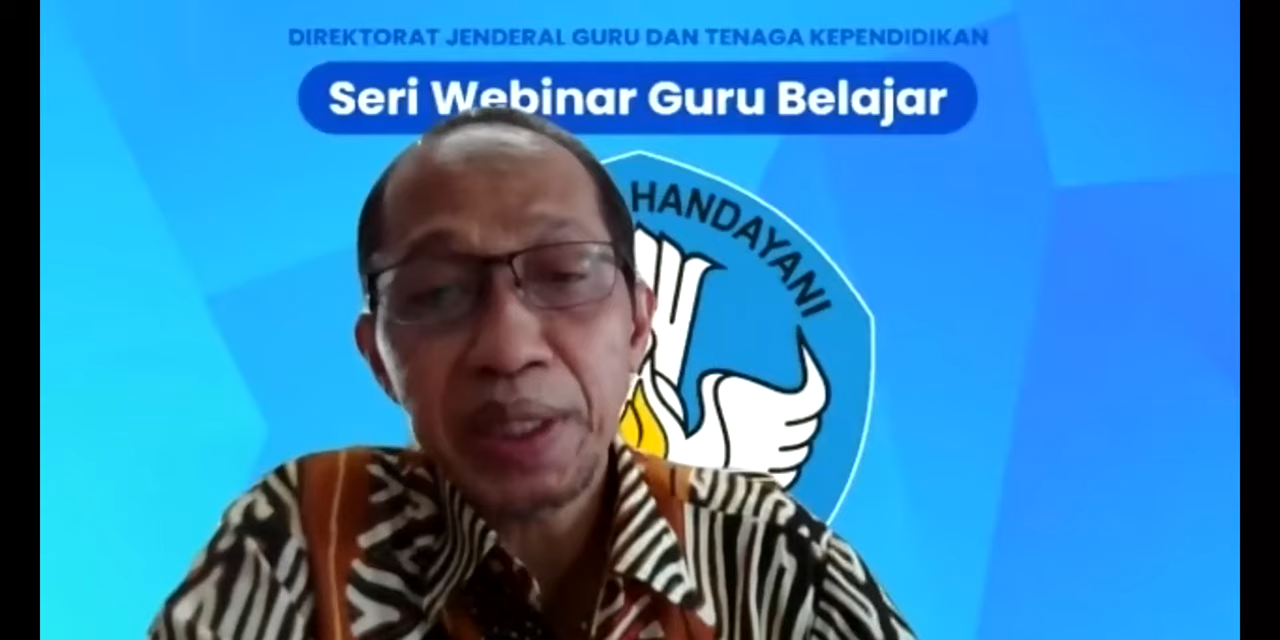 DIREKTORAT JENDERAL GURU DAN TENAGA KEPENDIDIKAN
Seri Webinar Guru Belajar
HANDAYANI